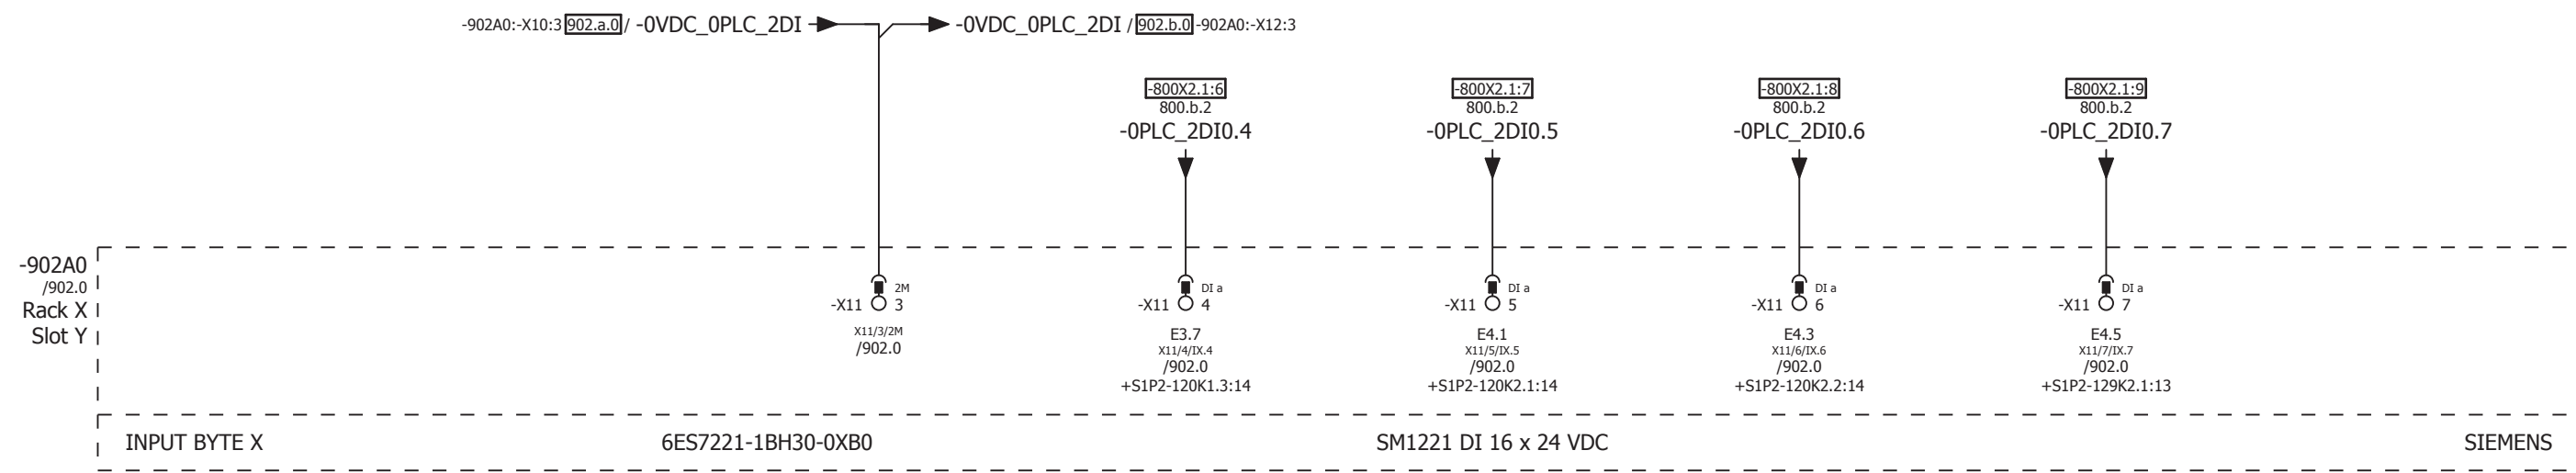 -902A0:-X10:3 902.a.0 / -0VDC_0PLC_2DI
-0VDC_0PLC_2DI / 902.b.0 -902A0:-X12:3
-800X2.1:6
800.b.2
-0PLC_2DI0.4
-800X2.1:7
800.b.2
-0PLC_2DI0.5
-800X2.1:8
800.b.2
-0PLC_2DI0.6
-800X2.1:9
800.b.2
-0PLC_2DI0.7
-902A0
/902.0
Rack X
Slot Y
2M
-X11 3
X11/3/2M
/902.0
DI a
-X11 4
E3.7
X11/4/IX.4
/902.0
+S1P2-120K1.3:14
DI a
-X11 5
E4.1
X11/5/IX.5
/902.0
+S1P2-120K2.1:14
DI a
-X11 6
E4.3
X11/6/IX.6
/902.0
+S1P2-120K2.2:14
DI a
-X11 7
E4.5
X11/7/IX.7
/902.0
+S1P2-129K2.1:13
INPUT BYTE X 6ES7221-1BH30-0XB0 SM1221 DI 16 x 24 VDC SIEMENS